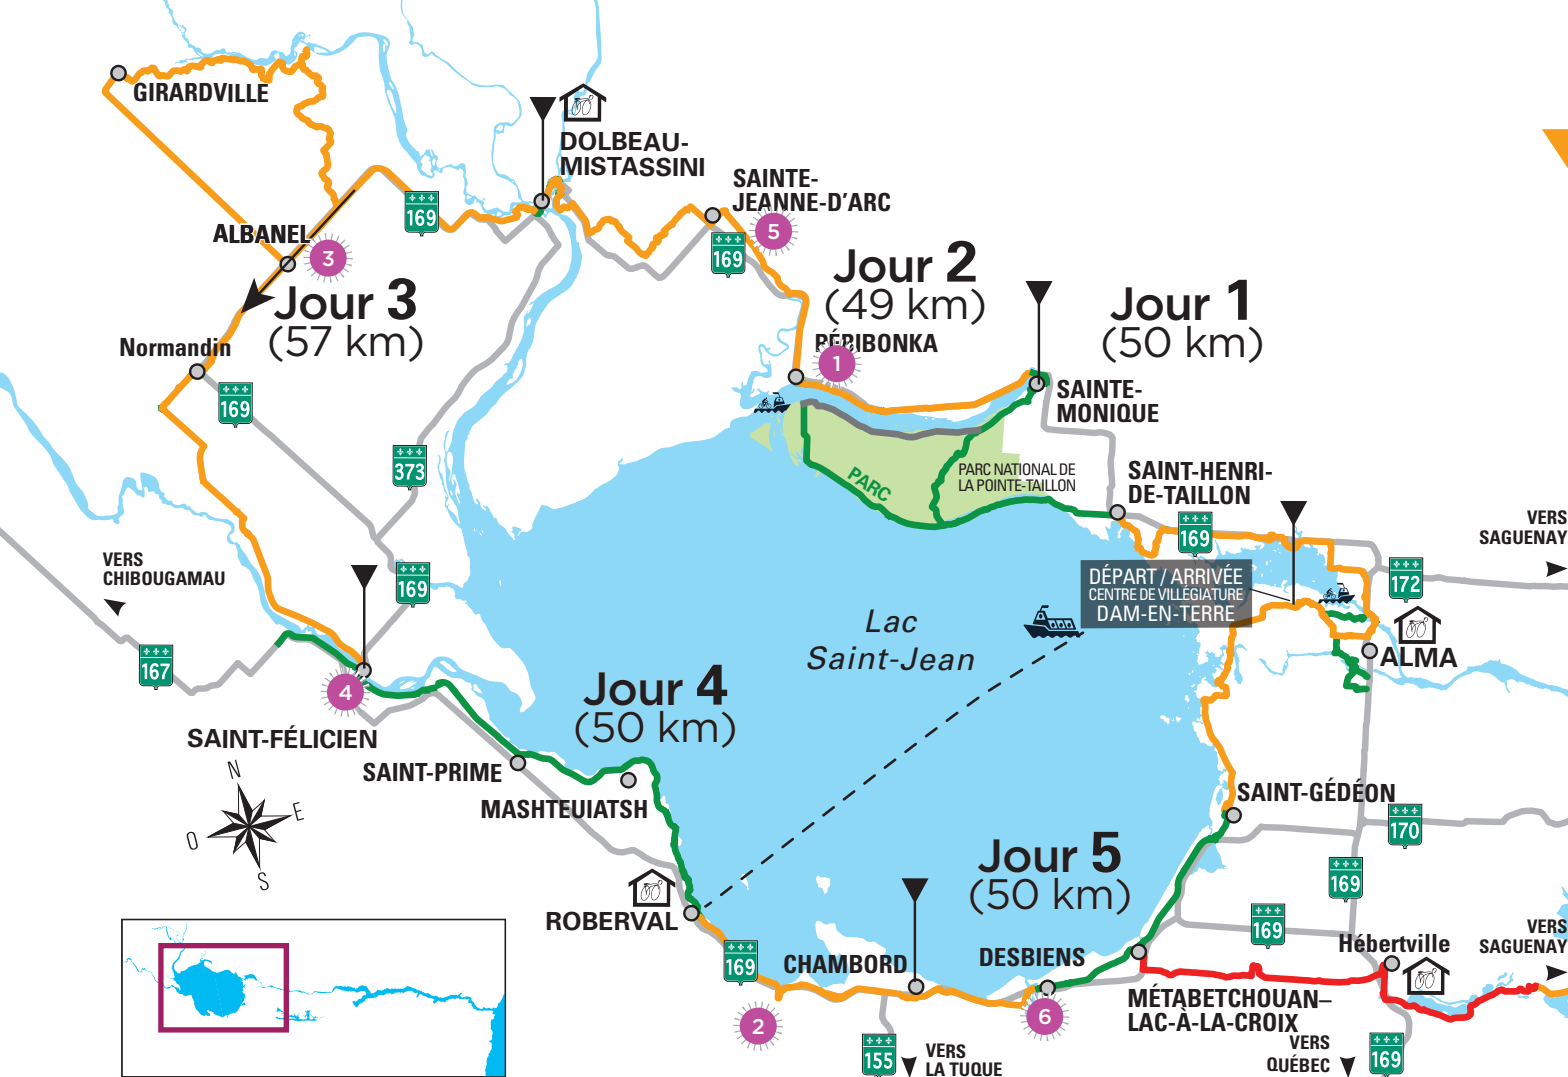 GIRARDVILLE
DOLBEAU-
MISTASSINI
SAINTE-
JEANNE-D'ARC
5
169
169
ALBANEL
3
Jour 3
(57 km)
Jour 2
(49 km)
PÉRIBONKA
1
Jour 1
(50 km)
SAINTE-
MONIQUE
Normandin
169
373
PARC
PARC NATIONAL DE
LA POINTE-TAILLON
SAINT-HENRI-
DE-TAILLON
169
VERS
SAGUENAY
172
VERS
CHIBOUGAMAU
169
167
DÉPART / ARRIVÉE
CENTRE DE VILLÉGIATURE
DAM-EN-TERRE
ALMA
Lac
Saint-Jean
4
SAINT-FÉLICIEN
Jour 4
(50 km)
SAINT-PRIME
MASHTEUIATSH
N
E
O
S
SAINT-GÉDÉON
170
169
Jour 5
(50 km)
ROBERVAL
169
169
CHAMBORD
DESBIENS
Hébertville
VERS
SAGUENAY
2
6
MÉTABETCHOUAN–
LAC-À-LA-CROIX
155
VERS
LA TUQUE
VERS
QUÉBEC
169